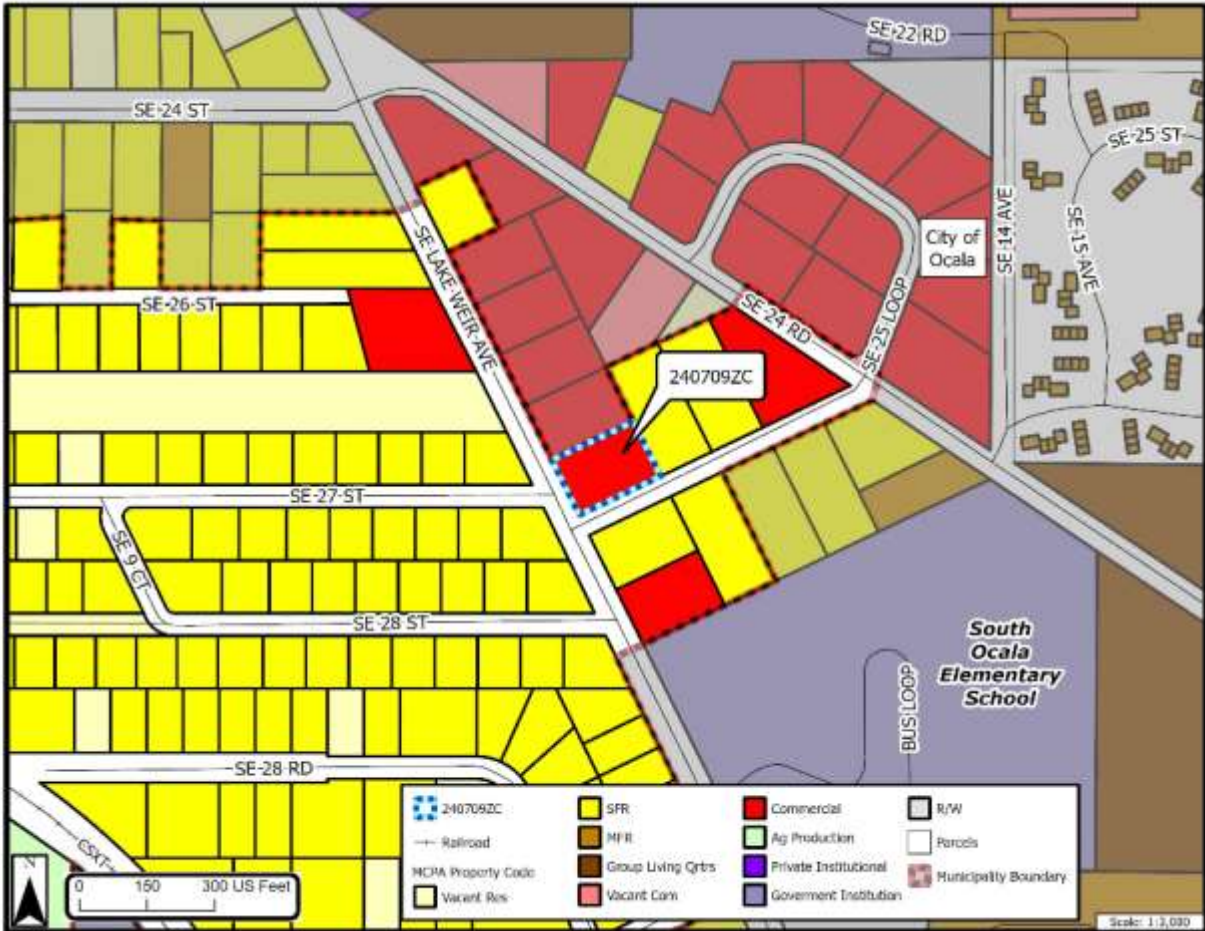 SE 22 RD
SE 24 ST
SE 25 ST
SE 14 AVE
SE 15 AVE
City of
Ocala
SE LAKE WEIR AVE
SE 26 ST
SE 24 RD
SE 25 LOOP
240709ZC
SE 27 ST
SE 9 CT
SE 28 ST
South
Ocala
Elementary
School
BUS LOOP
SE 28 RD
CSXT
N
0 150 300 US Feet
240709ZC
Railroad
MCPA Property Code
Vacant Res
SFR
MFR
Group Living Qrtrs
Vacant Com
Commercial
Ag Production
Private Institutional
Goverment Institution
R/W
Parcels
Municipality Boundary
Scale: 1:3,000